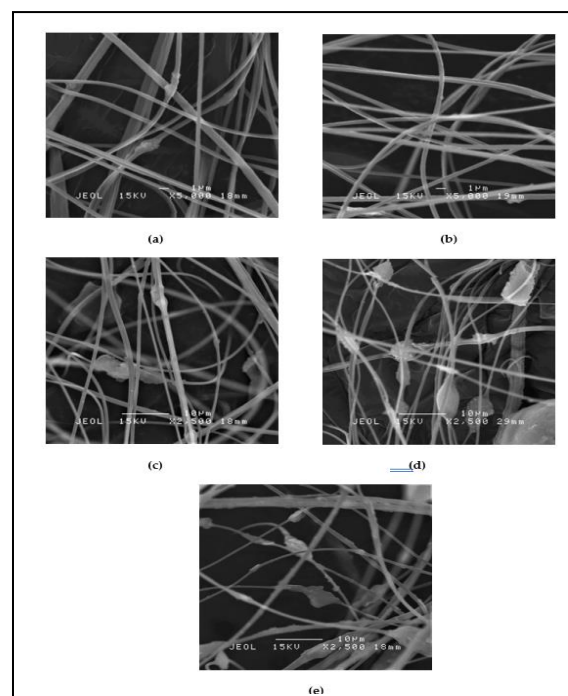 1µm
JEOL 15KV X5,000 18mm
(a)
1µm
JEOL 15KV X5,000 19mm
(b)
10µm
JEOL 15KV X2,500 18mm
(c)
10µm
JEOL 15KV X2,500 29mm
(d)
10µm
JEOL 15KV X2,500 18mm
(e)